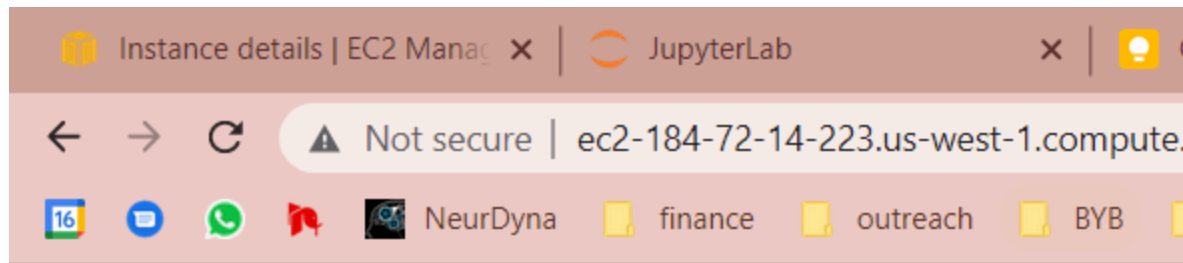 Instance details | EC2 Manag JupyterLab
Not secure | ec2-184-72-14-223.us-west-1.compute.
16 NeurDyna finance outreach BYB